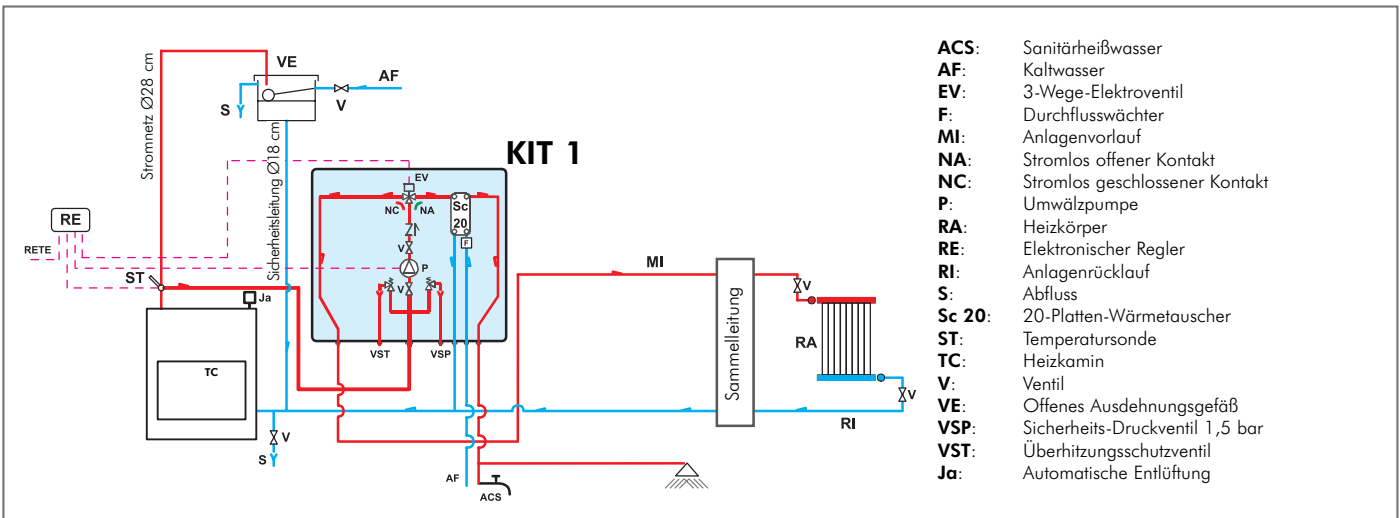 VE
AF
V
S
Stromnetz Ø28 cm
Sicherheitsleitung Ø18 cm
KIT 1
EV
NC
NA
Sc
20
F
V
P
V
VST
VSP
RE
RETE
ST
Ja
TC
V
S
MI
Sammelleitung
V
RA
V
RI
AF
ACS
ACS: Sanitärheißwasser
AF: Kaltwasser
EV: 3-Wege-Elektroventil
F: Durchflusswächter
MI: Anlagenvorlauf
NA: Stromlos offener Kontakt
NC: Stromlos geschlossener Kontakt
P: Umwälzpumpe
RA: Heizkörper
RE: Elektronischer Regler
RI: Anlagenrücklauf
S: Abfluss
Sc 20: 20-Platten-Wärmetauscher
ST: Temperatursonde
TC: Heizkamin
V: Ventil
VE: Offenes Ausdehnungsgefäß
VSP: Sicherheits-Druckventil 1,5 bar
VST: Überhitzungsschutzventil
Ja: Automatische Entlüftung